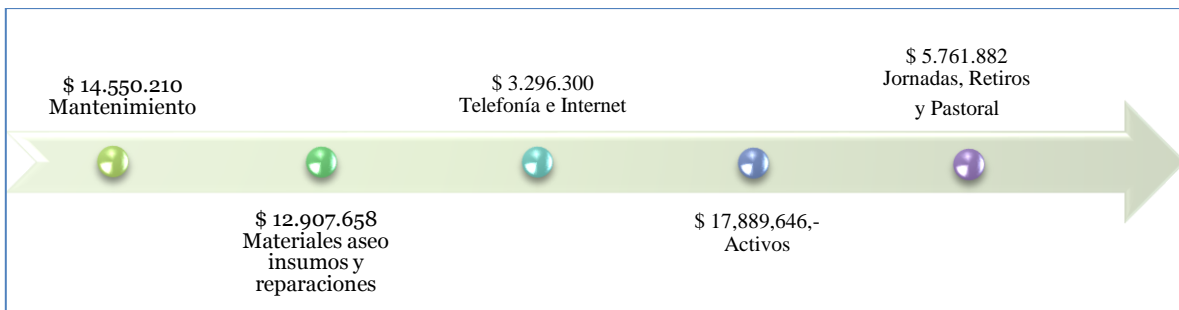 $ 14.550.210
Mantenimiento
$ 12.907.658
Materiales aseo
insumos y
reparaciones
$ 3.296.300
Telefonía e Internet
$ 17,889,646,-
Activos
$ 5.761.882
Jornadas, Retiros
y Pastoral